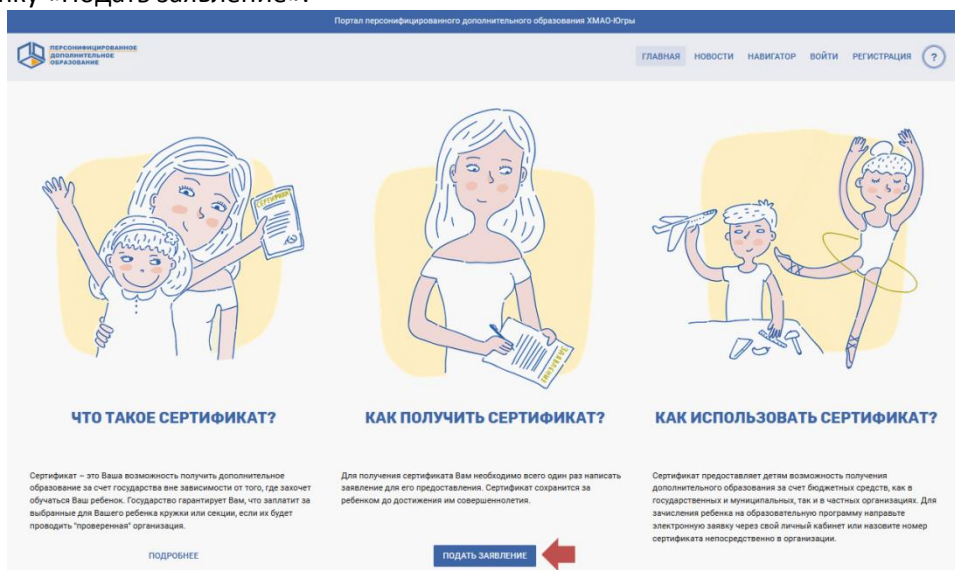 «Подать заявление».
Портал персонифицированного дополнительного образования ХМАО-Югры
ПЕРСОНИФИЦИРОВАННОЕ
ДОПОЛНИТЕЛЬНОЕ
ОБРАЗОВАНИЕ
ГЛАВНАЯ НОВОСТИ НАВИГАТОР ВОЙТИ РЕГИСТРАЦИЯ ?
СЕРТИФИКАТ
ЧТО ТАКОЕ СЕРТИФИКАТ?
Сертификат – это Ваша возможность получить дополнительное
образование за счет государства вне зависимости от того, где захочет
обучаться Ваш ребенок. Государство гарантирует Вам, что заплатит за
выбранные для Вашего ребенка кружки или секции, если их будет
проводить "проверенная" организация.
ПОДРОБНЕЕ
ЗАЯВЛЕНИЕ
КАК ПОЛУЧИТЬ СЕРТИФИКАТ?
Для получения сертификата Вам необходимо всего один раз написать
заявление для его предоставления. Сертификат сохранится за
ребенком до достижения им совершеннолетия.
ПОДАТЬ ЗАЯВЛЕНИЕ
КАК ИСПОЛЬЗОВАТЬ СЕРТИФИКАТ?
Сертификат предоставляет детям возможность получения
дополнительного образования за счет бюджетных средств, как в
государственных и муниципальных, так и в частных организациях. Для
зачисления ребенка на образовательную программу направьте
электронную заявку через свой личный кабинет или назовите номер
сертификата непосредственно в организации.